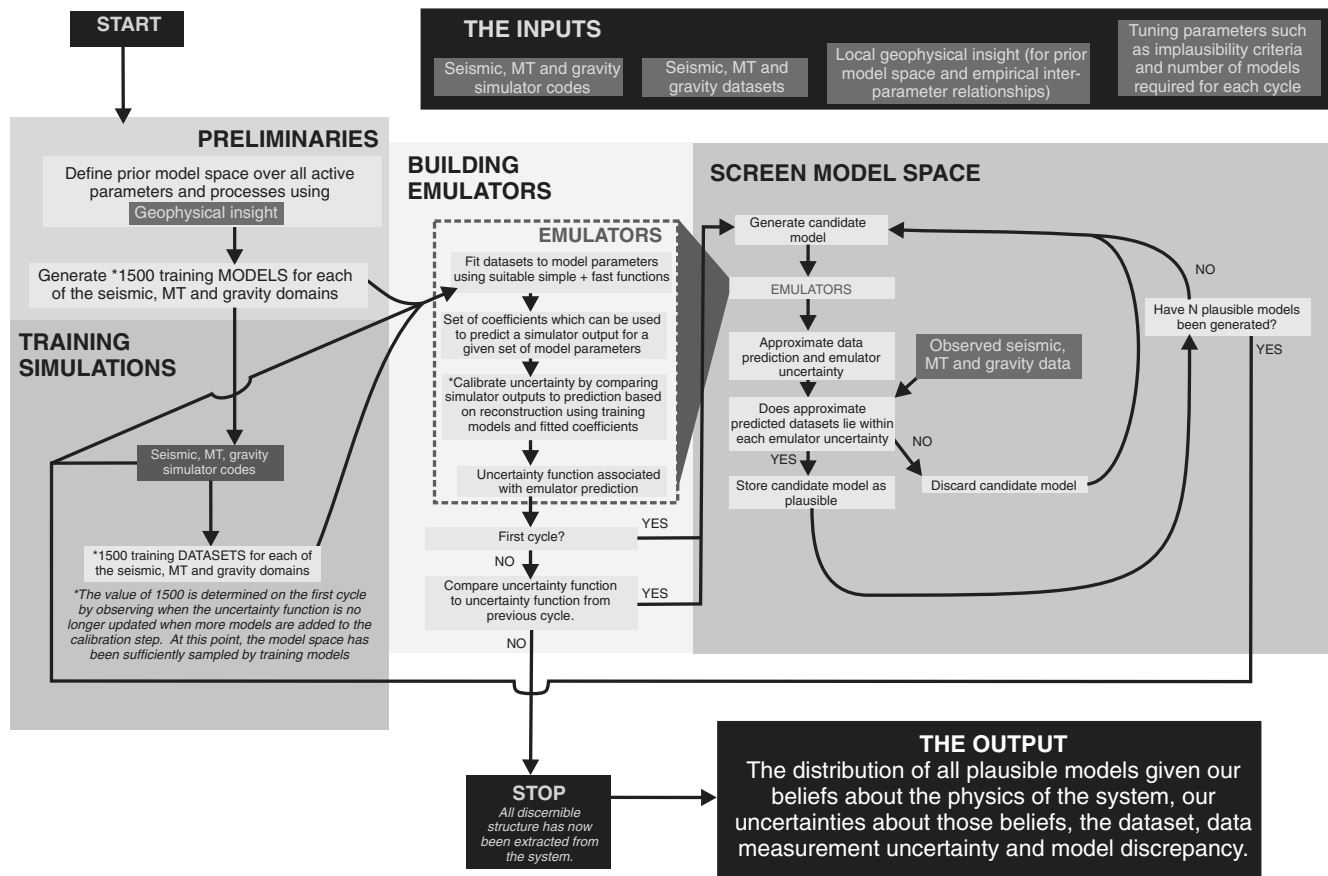 START
THE INPUTS
Seismic, MT and gravity
simulator codes
Seismic, MT and
gravity datasets
Local geophysical insight (for prior
model space and empirical inter-
parameter relationships)
Tuning parameters such
as implausibility criteria
and number of models
required for each cycle
PRELIMINARIES
Define prior model space over all active
parameters and processes using
Geophysical insight
Generate *1500 training MODELS for each
of the seismic, MT and gravity domains
TRAINING
SIMULATIONS
Seismic, MT, gravity
simulator codes
*1500 training DATASETS for each of
the seismic, MT and gravity domains
*The value of 1500 is determined on the first cycle
by observing when the uncertainty function is no
longer updated when more models are added to the
calibration step. At this point, the model space has
been sufficiently sampled by training models
BUILDING
EMULATORS
EMULATORS
Fit datasets to model parameters
using suitable simple + fast functions
Set of coefficients which can be used
to predict a simulator output for a
given set of model parameters
*Calibrate uncertainty by comparing
simulator outputs to prediction based
on reconstruction using training
models and fitted coefficients
Uncertainty function associated
with emulator prediction
First cycle?
YES
NO
Compare uncertainty function
to uncertainty function from
previous cycle.
YES
NO
SCREEN MODEL SPACE
Generate candidate
model
EMULATORS
Approximate data
prediction and emulator
uncertainty
Observed seismic,
MT and gravity data
Does approximate
predicted datasets lie within
each emulator uncertainty
NO
YES
Store candidate model as
plausible
Discard candidate model
NO
Have N plausible models
been generated?
YES
STOP
All discernible
structure has now
been extracted from
the system.
THE OUTPUT
The distribution of all plausible models given our
beliefs about the physics of the system, our
uncertainties about those beliefs, the dataset, data
measurement uncertainty and model discrepancy.